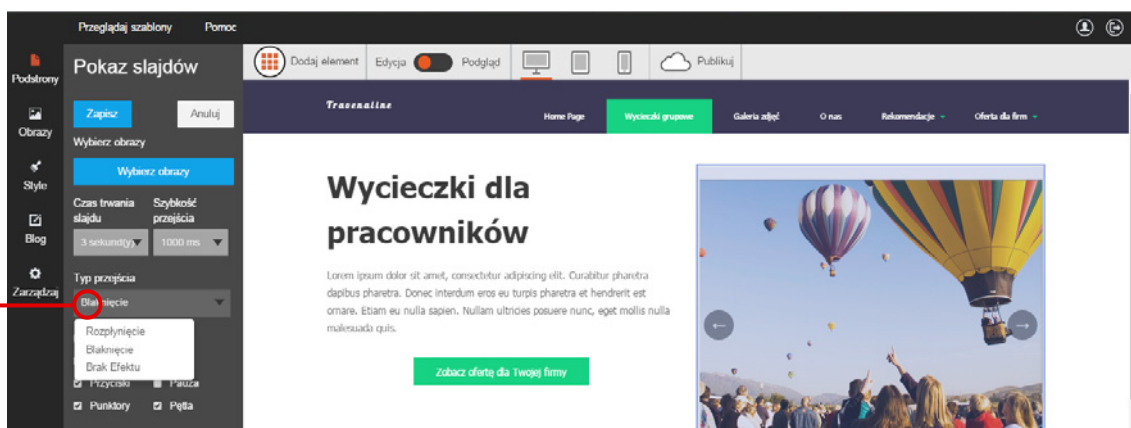 Przeglądaj szablony Pomoc
Podstrony
Obrazy
Style
Blog
Zarządzaj
Pokaz slajdów
Zapisz Anuluj
Wybierz obrazy
Wybierz obrazy
Czas trwania slajdu
Szybkość przejścia
3 sekund(y) 1000 ms
Typ przejścia
Blaknięcie
Rozpłynięcie
Blaknięcie
Brak Efektu
Przyciski Pauza
Punktory Pętla
Dodaj element Edycja Podgląd Publikuj
Travenaline
Home Page Wycieczki grupowe Galeria zdjęć O nas Rekomendacje Oferta dla firm
Wycieczki dla
pracowników
Lorem ipsum dolor sit amet, consectetur adipiscing elit. Curabitur pharetra
dapibus pharetra. Donec interdum eros eu turpis pharetra et hendrerit est
ornare. Etiam eu nulla sapien. Nullam ultricies posuere nunc, eget mollis nulla
malesuada quis.
Zobacz ofertę dla Twojej firmy